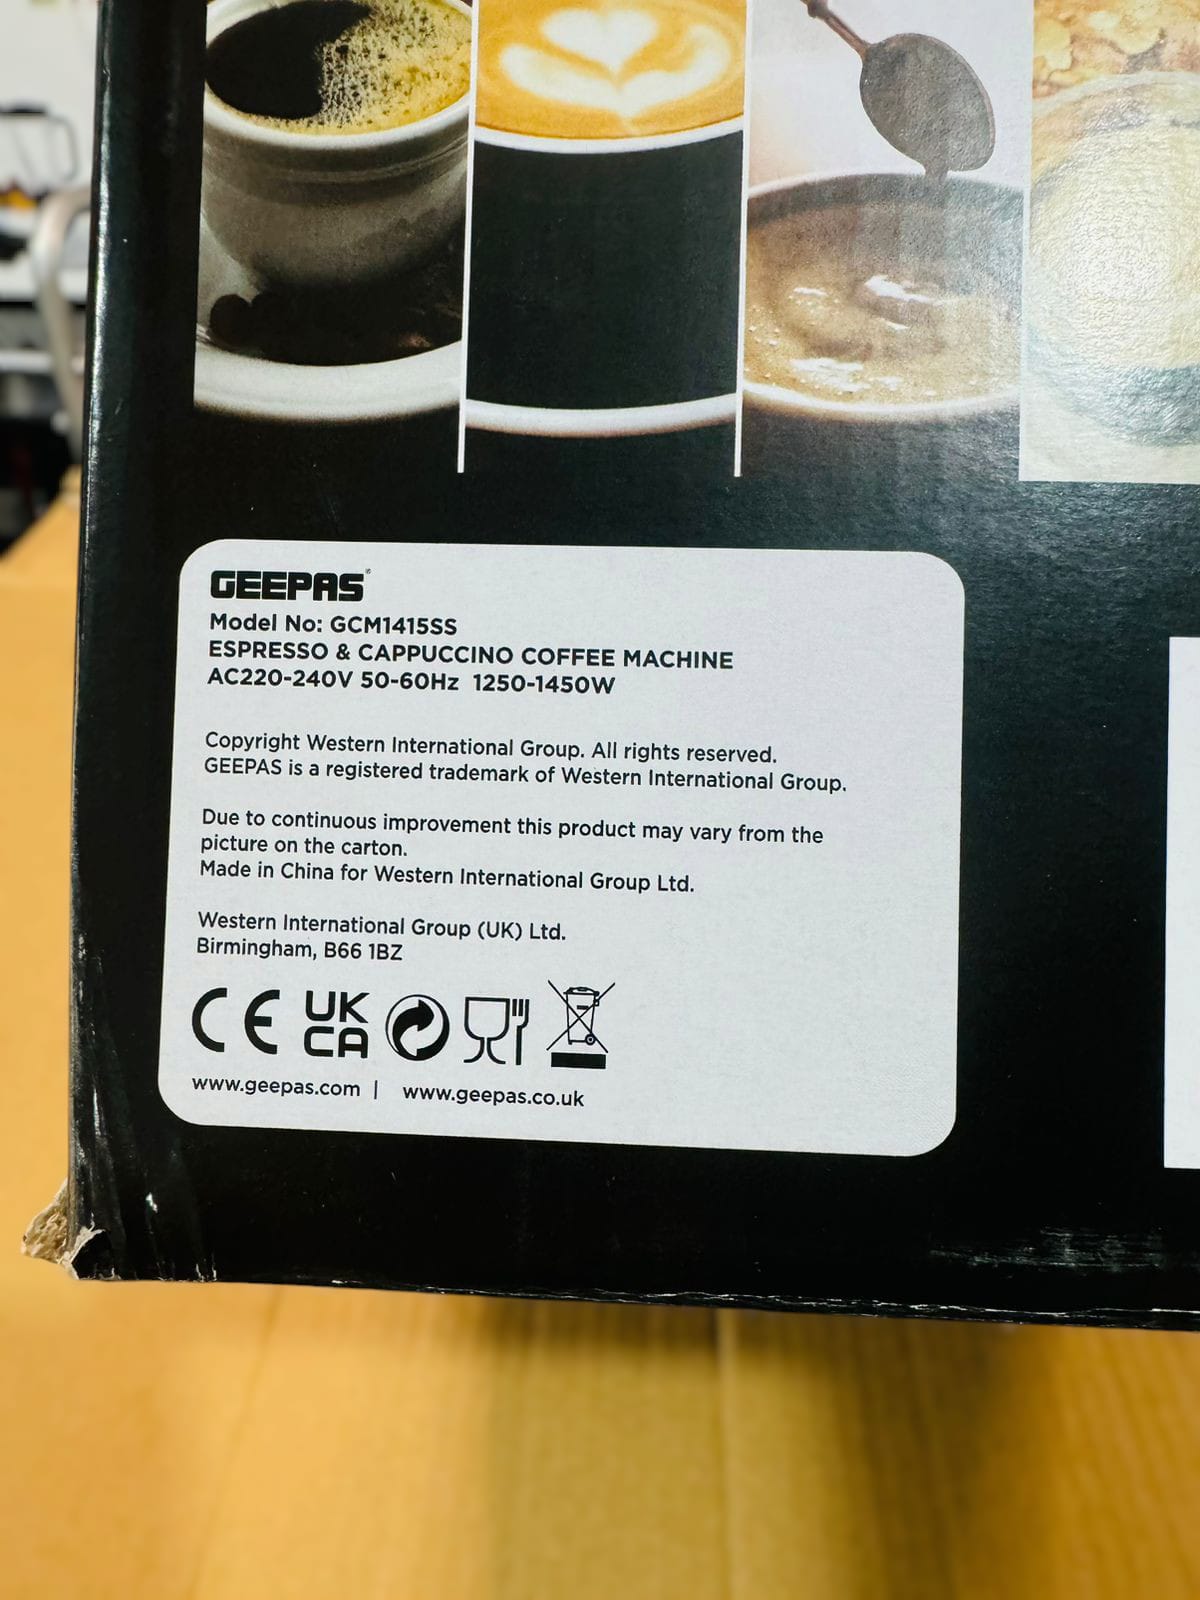 GEEPAS®
Model No: GCM1415SS
ESPRESSO & CAPPUCCINO COFFEE MACHINE
AC220-240V 50-60Hz 1250-1450W
Copyright Western International Group. All rights reserved.
GEEPAS is a registered trademark of Western International Group.
Due to continuous improvement this product may vary from the
picture on the carton.
Made in China for Western International Group Ltd.
Western International Group (UK) Ltd.
Birmingham, B66 1BZ
CE UK
CA
www.geepas.com | www.geepas.co.uk